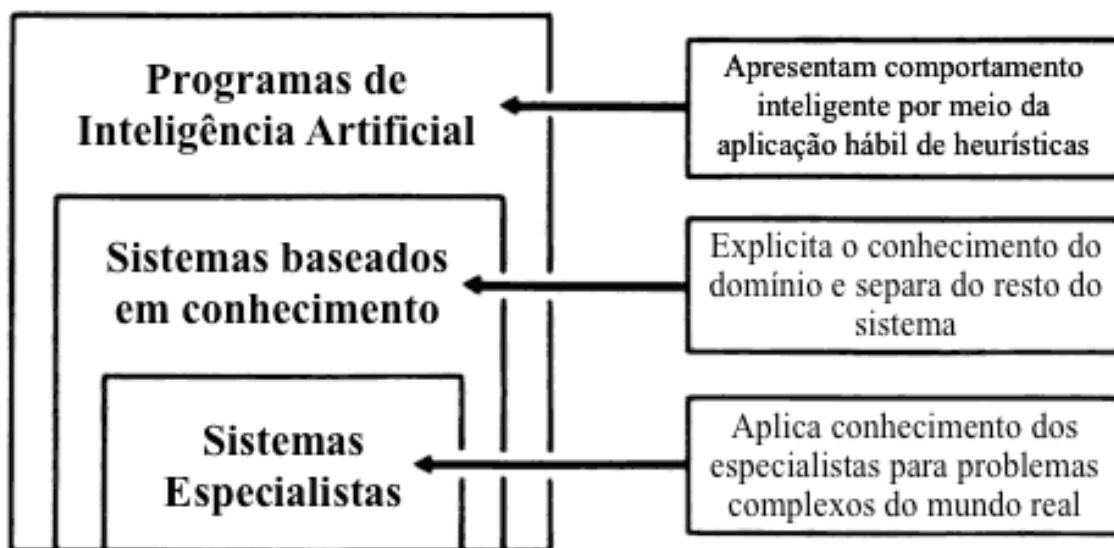 Programas de
Inteligência Artificial
Apresentam comportamento
inteligente por meio da
aplicação hábil de heurísticas
Sistemas baseados
em conhecimento
Explicita o conhecimento do
domínio e separa do resto do
sistema
Sistemas
Especialistas
Aplica conhecimento dos
especialistas para problemas
complexos do mundo real